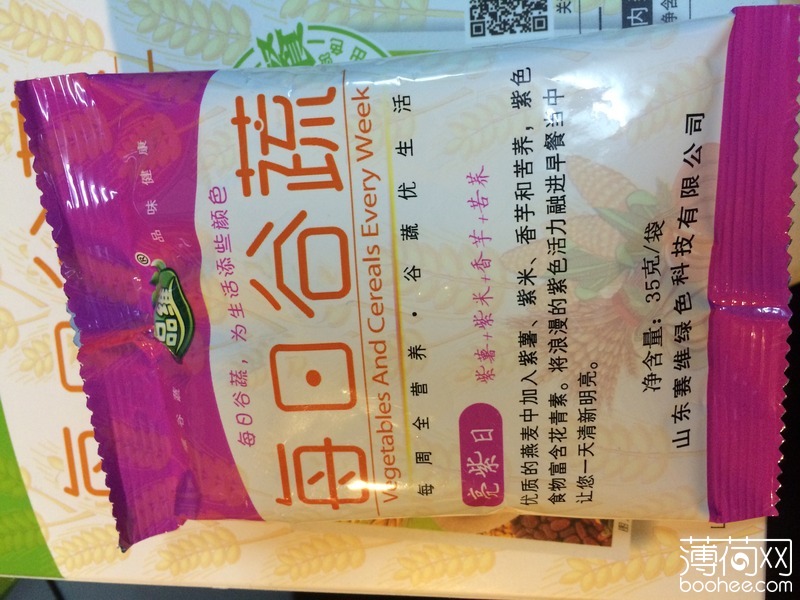 品味健康
品维®
每日谷蔬，为生活添些颜色
每日谷蔬
Vegetables And Cereals Every Week
每周全营养·谷蔬优生活
亮紫日
紫薯+紫米+香芋+苦荞
优质的燕麦中加入紫薯、紫米、香芋和苦荞，紫色
食物富含花青素。将浪漫的紫色活力融进早餐当中
让您一天清新明亮。
净含量：35克/袋
山东赛维绿色科技有限公司
薄荷网
boohee.com